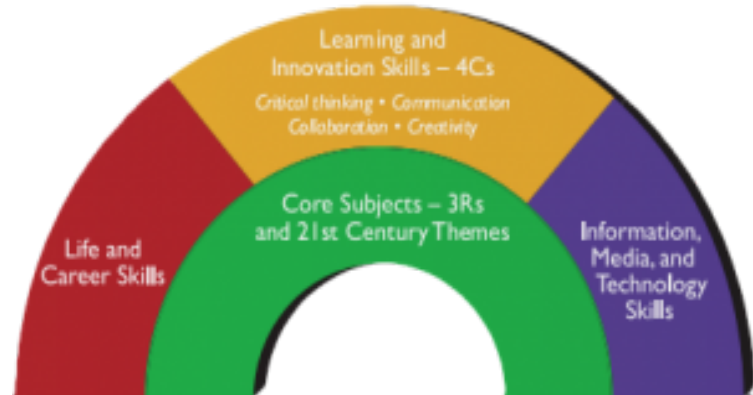 Learning and
Innovation Skills – 4Cs
Critical thinking • Communication
Collaboration • Creativity
Core Subjects – 3Rs
and 21st Century Themes
Life and
Career Skills
Information,
Media, and
Technology
Skills